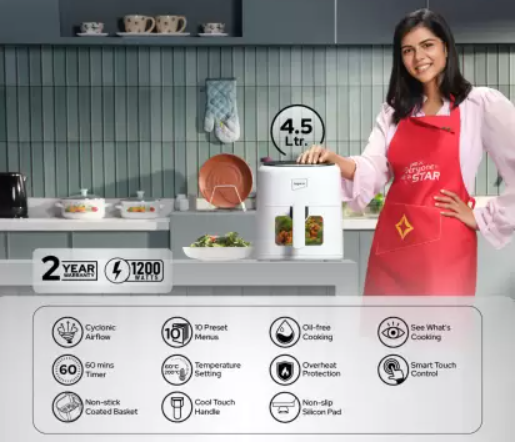 4.5
Ltr.
STAR
2 YEAR
WARRANTY
1200
WATTS
Cyclonic
Airflow
10
10 Preset
Menus
Oil-free
Cooking
See What's
Cooking
60
60 mins
Timer
Temperature
Setting
Overheat
Protection
Smart Touch
Control
Non-stick
Coated Basket
Cool Touch
Handle
Non-slip
Silicon Pad